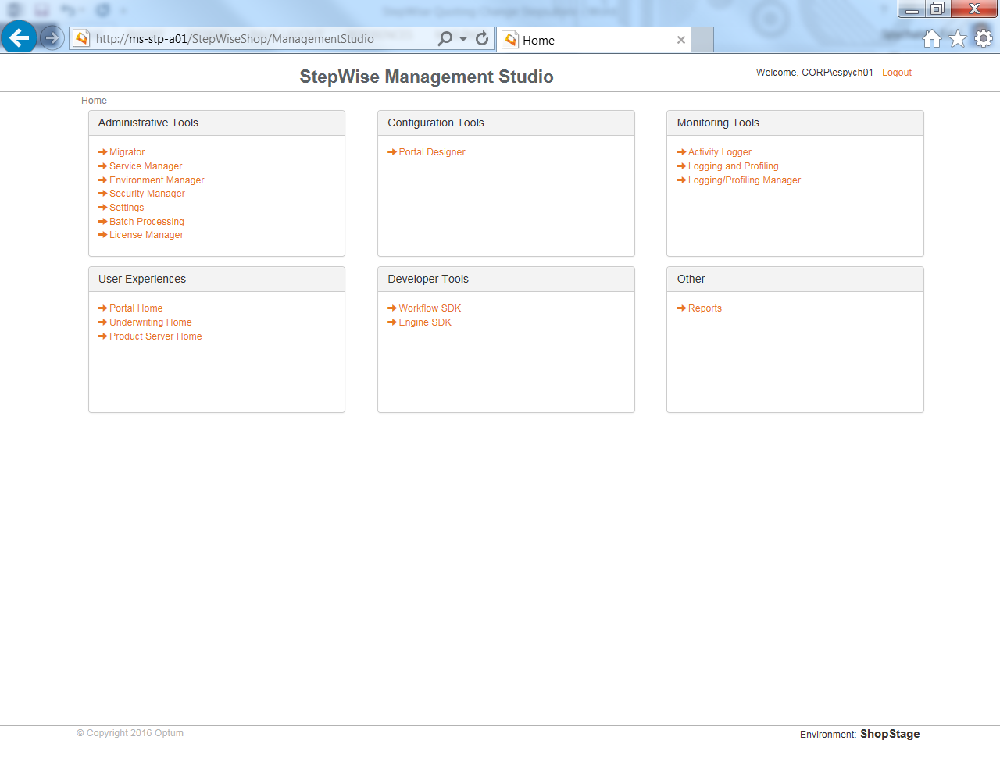 http://ms-stp-a01/StepWiseShop/ManagementStudio
Home
StepWise Management Studio
Welcome, CORP\espych01 - Logout
Home
Administrative Tools
Migrator
Service Manager
Environment Manager
Security Manager
Settings
Batch Processing
License Manager
Configuration Tools
Portal Designer
Monitoring Tools
Activity Logger
Logging and Profiling
Logging/Profiling Manager
User Experiences
Portal Home
Underwriting Home
Product Server Home
Developer Tools
Workflow SDK
Engine SDK
Other
Reports
© Copyright 2016 Optum
Environment: ShopStage